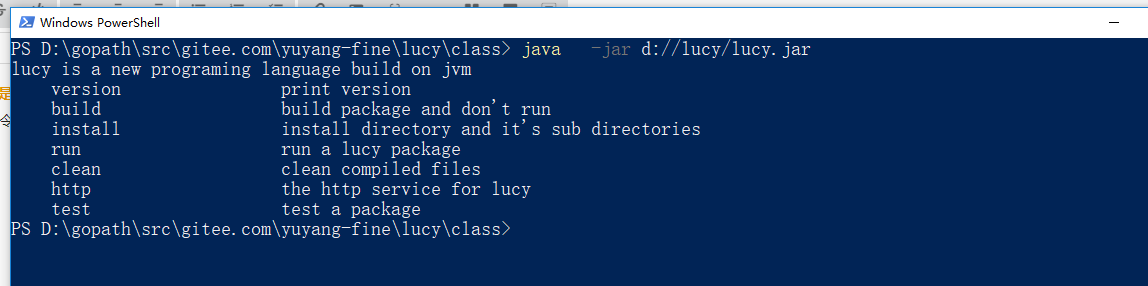 Windows PowerShell
PS D:\gopath\src\gitee.com\yuyang-fine\lucy\class> java   -jar d://lucy/lucy.jar
lucy is a new programing language build on jvm
    version                print version
    build                  build package and don't run
    install                install directory and it's sub directories
    run                    run a lucy package
    clean                  clean compiled files
    http                   the http service for lucy
    test                   test a package
PS D:\gopath\src\gitee.com\yuyang-fine\lucy\class>